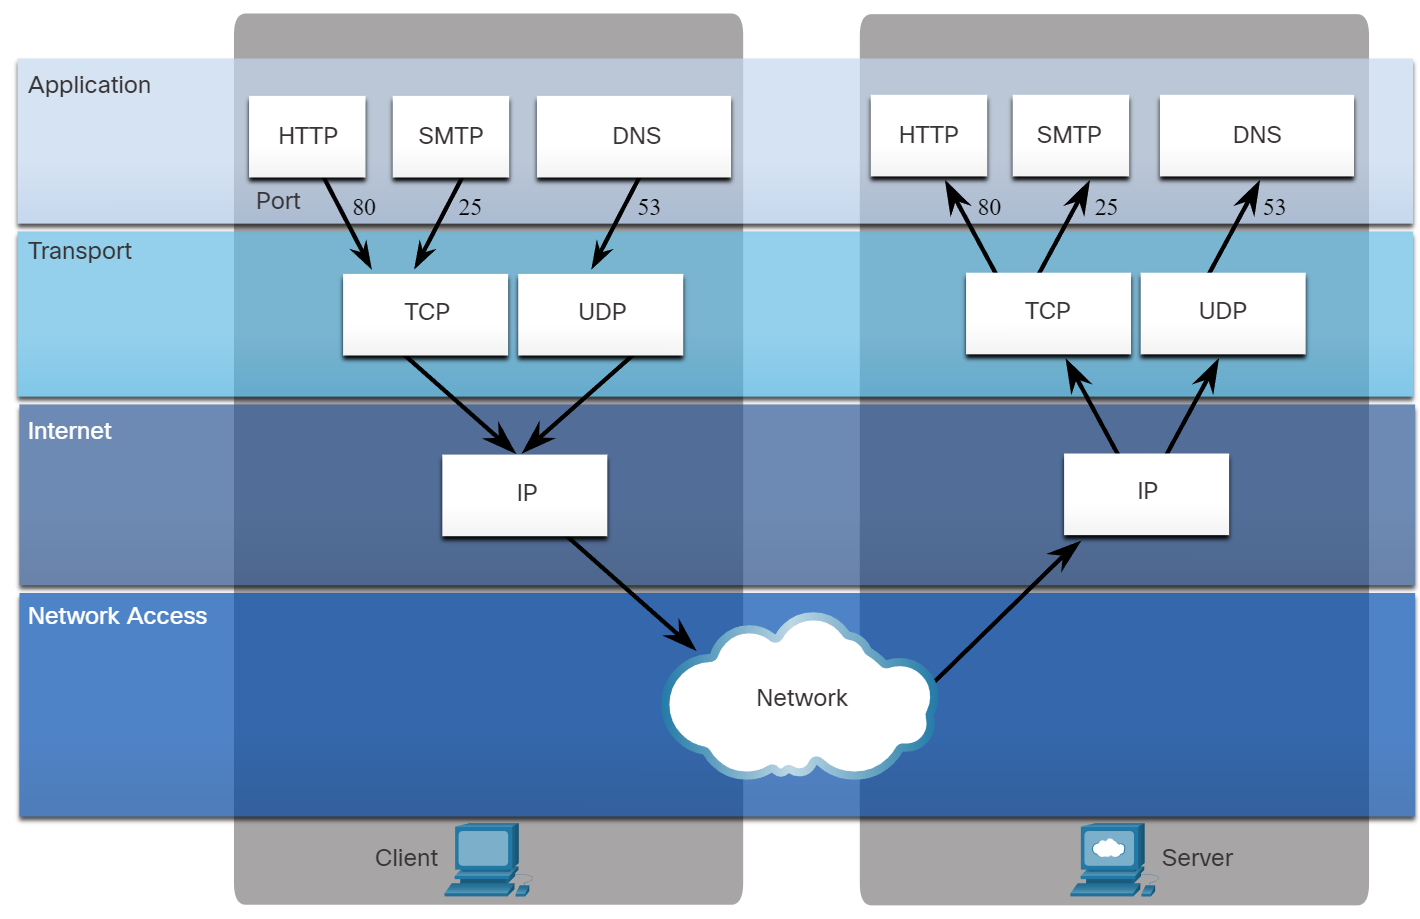 Application
HTTP SMTP DNS HTTP SMTP DNS
Port 80 25 53 80 25 53
Transport
TCP UDP TCP UDP
Internet
IP IP
Network Access
Network
Client Server